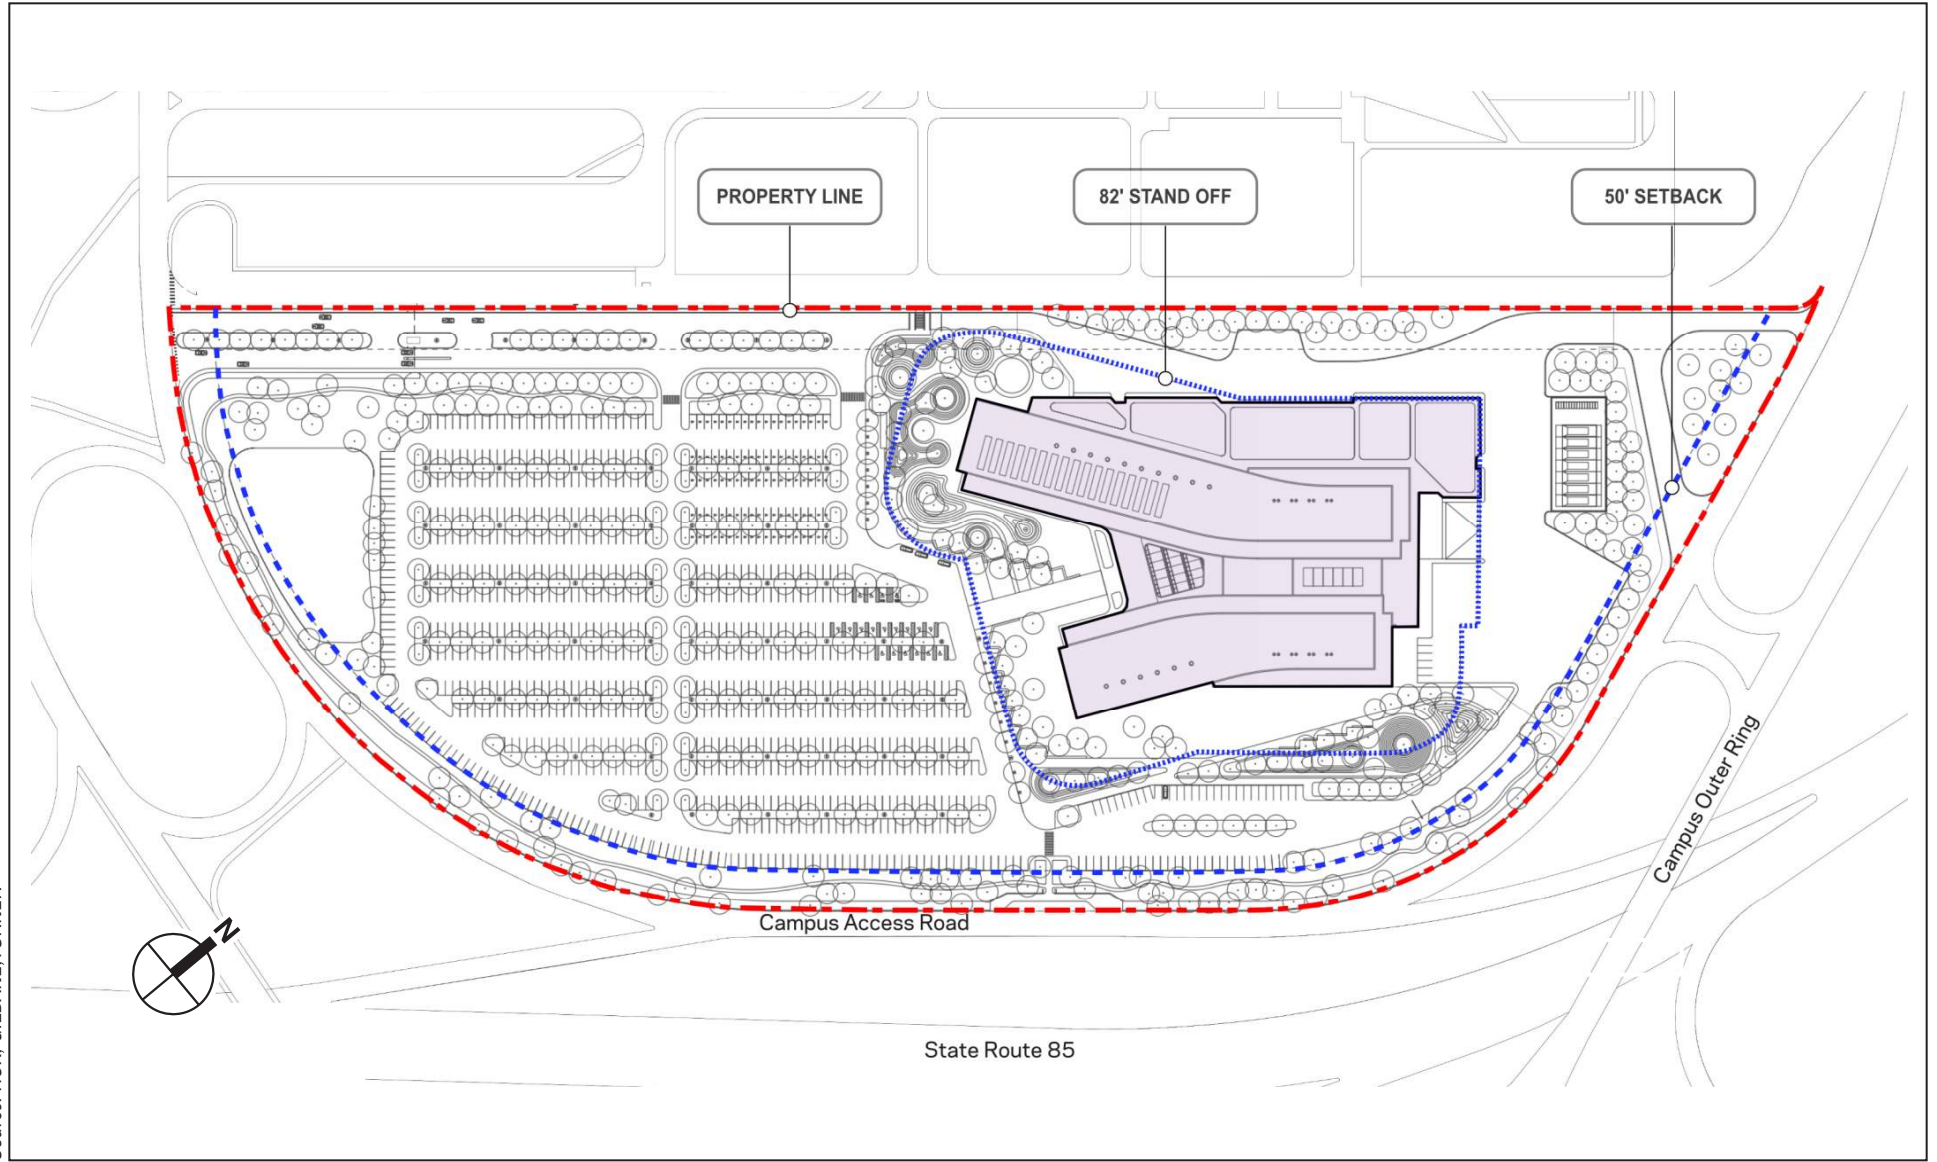 PROPERTY LINE
82' STAND OFF
50' SETBACK
Campus Outer Ring
Campus Access Road
N
State Route 85